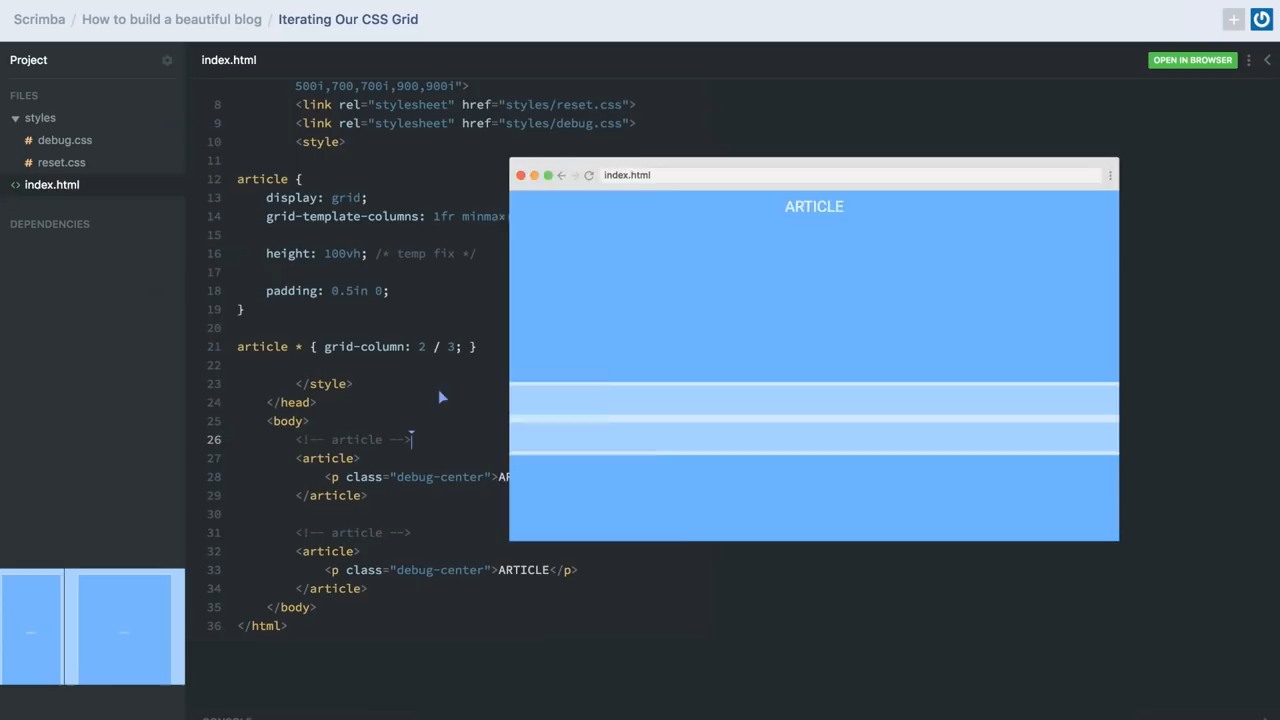 Scrimba / How to build a beautiful blog / Iterating Our CSS Grid
Project
index.html
OPEN IN BROWSER
FILES
styles
# debug.css
# reset.css
<> index.html
DEPENDENCIES
500i,700,700i,900,900i">
8 <link rel="stylesheet" href="styles/reset.css">
9 <link rel="stylesheet" href="styles/debug.css">
10 <style>
11
12 article {
13 display: grid;
14 grid-template-columns: 1fr minmax
15
16 height: 100vh; /* temp fix */
17
18 padding: 0.5in 0;
19 }
20
21 article * { grid-column: 2 / 3; }
22
23 </style>
24 </head>
25 <body>
26 <!-- article -->
27 <article>
28 <p class="debug-center">AR
29 </article>
30
31 <!-- article -->
32 <article>
33 <p class="debug-center">ARTICLE</p>
34 </article>
35 </body>
36 </html>
index.html
ARTICLE